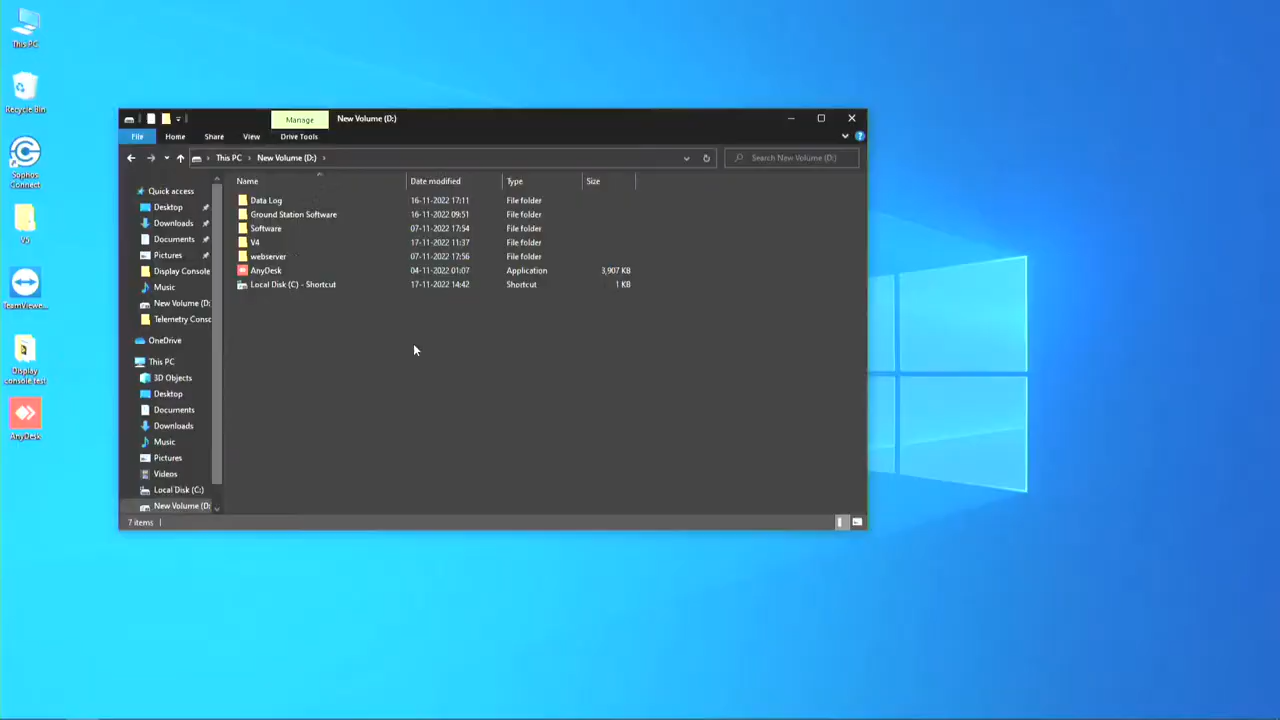 This PC
Recycle Bin
Sophos
Connect
V5
TeamViewe...
Display
console test
AnyDesk
Manage
New Volume (D:)
File
Home
Share
View
Drive Tools
This PC
New Volume (D:)
Search New Volume (D:)
Name
Date modified
Type
Size
Quick access
Desktop
Downloads
Documents
Pictures
Display Console
Music
New Volume (D:
Telemetry Consc
OneDrive
This PC
3D Objects
Desktop
Documents
Downloads
Music
Pictures
Videos
Local Disk (C:)
New Volume (D:
Data Log 16-11-2022 17:11 File folder
Ground Station Software 16-11-2022 09:51 File folder
Software 07-11-2022 17:54 File folder
V4 17-11-2022 11:37 File folder
webserver 07-11-2022 17:56 File folder
AnyDesk 04-11-2022 01:07 Application 3,907 KB
Local Disk (C) - Shortcut 17-11-2022 14:42 Shortcut 1 KB
7 items